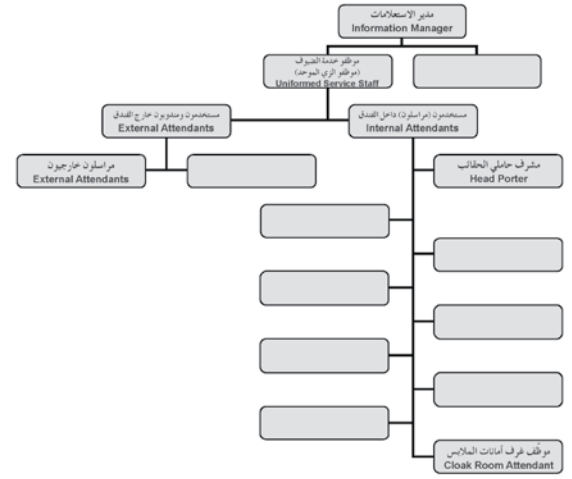 مدير الاستعلامات
Information Manager
موظفو خدمة الضيوف
(موظفو الزي الموحد)
Uniformed Service Staff
مستخدمون ومندوبون خارج الفندق
External Attendants
مستخدمون (مراسلون) داخل الفندق
Internal Attendants
مراسلون خارجيون
External Attendants
مشرف حاملي الحقائب
Head Porter
موظّف غرف أمانات الملابس
Cloak Room Attendant